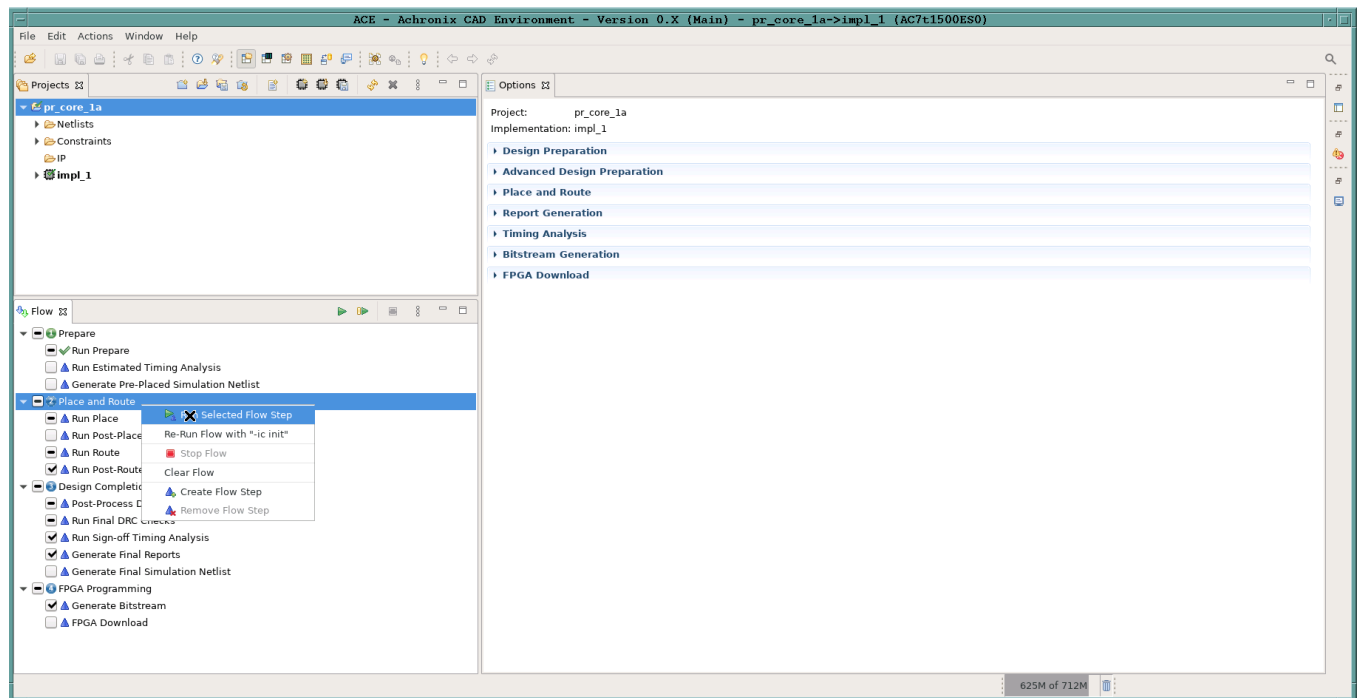 ACE - Achronix CAD Environment - Version 0.X (Main) - pr_core_1a->impl_1 (AC7t1500ES0)
File Edit Actions Window Help
Projects
pr_core_1a
Netlists
Constraints
IP
impl_1
Options
Project: pr_core_1a
Implementation: impl_1
Design Preparation
Advanced Design Preparation
Place and Route
Report Generation
Timing Analysis
Bitstream Generation
FPGA Download
Flow
1 Prepare
Run Prepare
Run Estimated Timing Analysis
Generate Pre-Placed Simulation Netlist
2 Place and Route
Run Place
Run Post-Place
Run Route
Run Post-Route
Selected Flow Step
Re-Run Flow with "-ic init"
Stop Flow
Clear Flow
Create Flow Step
Remove Flow Step
3 Design Completio
Post-Process D
Run Final DRC Checks
Run Sign-off Timing Analysis
Generate Final Reports
Generate Final Simulation Netlist
4 FPGA Programming
Generate Bitstream
FPGA Download
625M of 712M